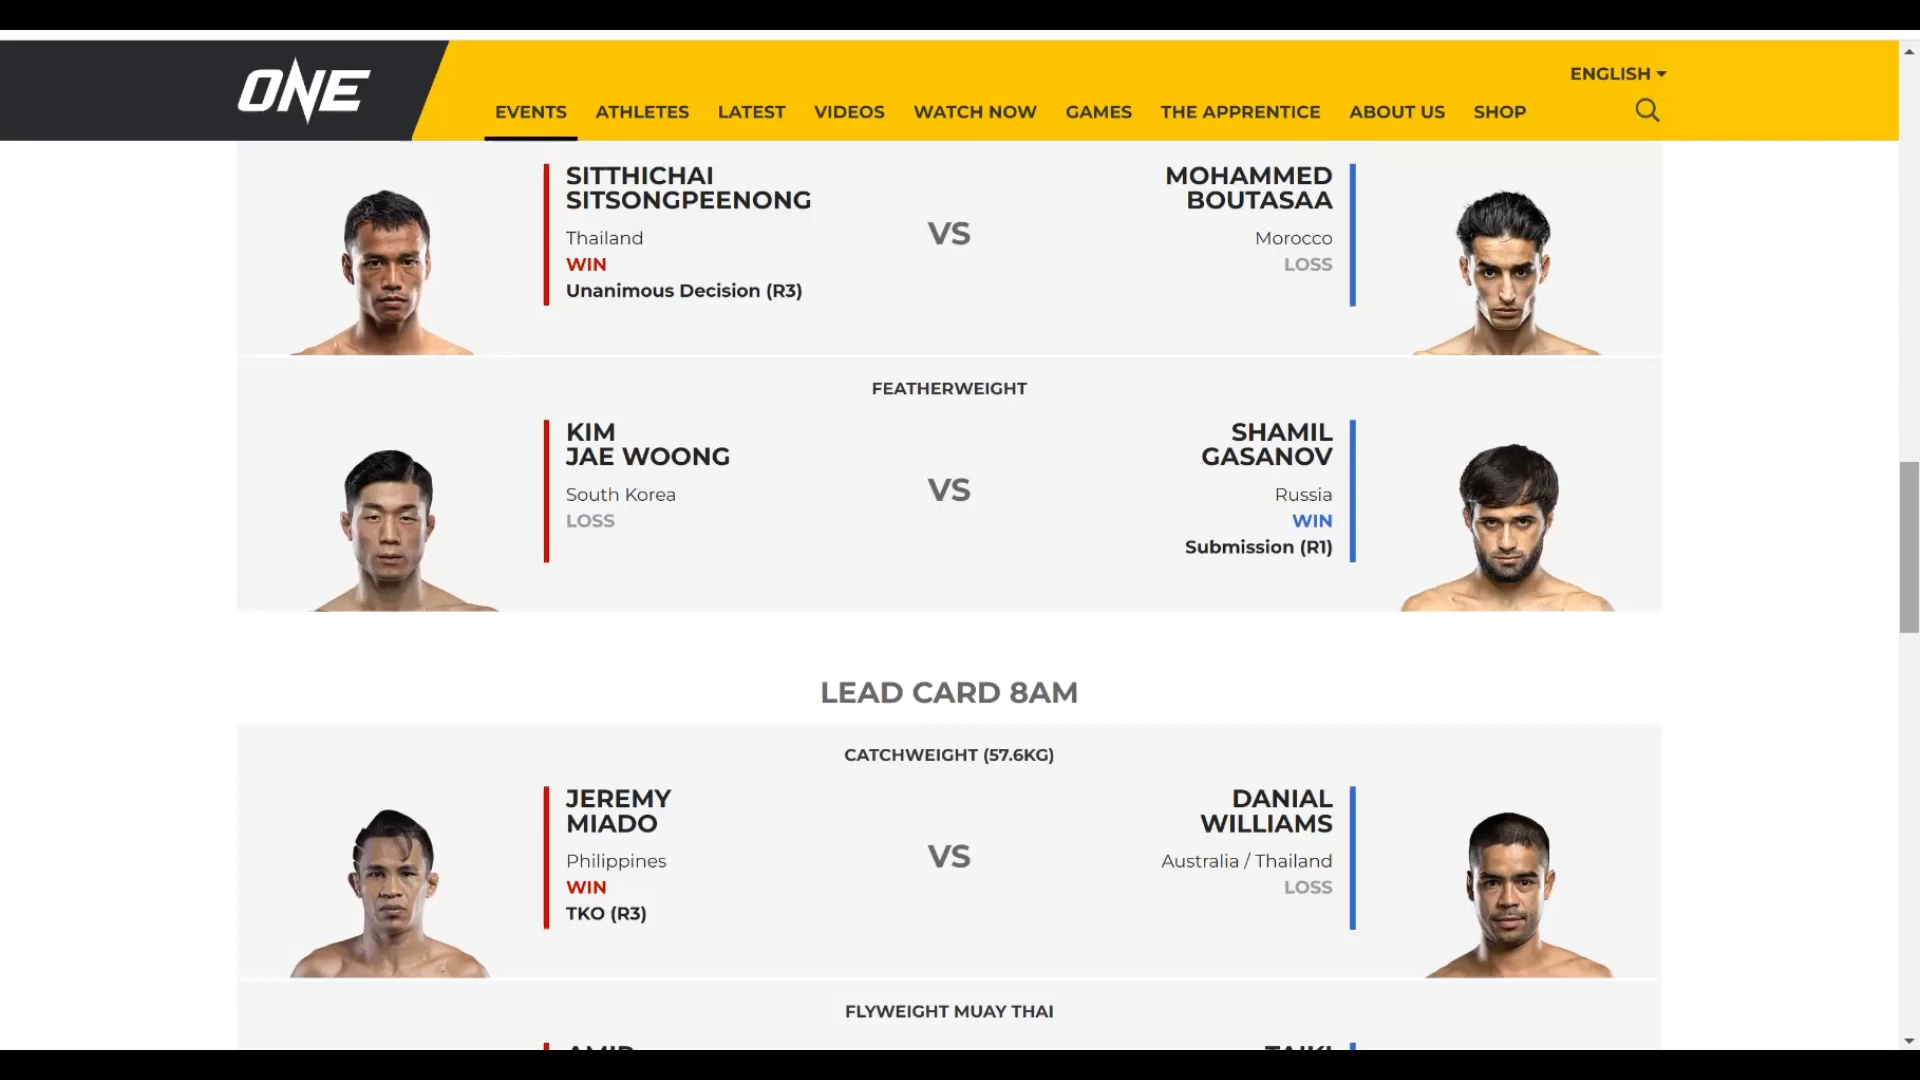 ONE
ENGLISH
EVENTS ATHLETES LATEST VIDEOS WATCH NOW GAMES THE APPRENTICE ABOUT US SHOP
SITTHICHAI
SITSONGPEENONG
Thailand
WIN
Unanimous Decision (R3)
VS
MOHAMMED
BOUTASAA
Morocco
LOSS
FEATHERWEIGHT
KIM
JAE WOONG
South Korea
LOSS
VS
SHAMIL
GASANOV
Russia
WIN
Submission (R1)
LEAD CARD 8AM
CATCHWEIGHT (57.6KG)
JEREMY
MIADO
Philippines
WIN
TKO (R3)
VS
DANIAL
WILLIAMS
Australia / Thailand
LOSS
FLYWEIGHT MUAY THAI
AMIR
TAIKI